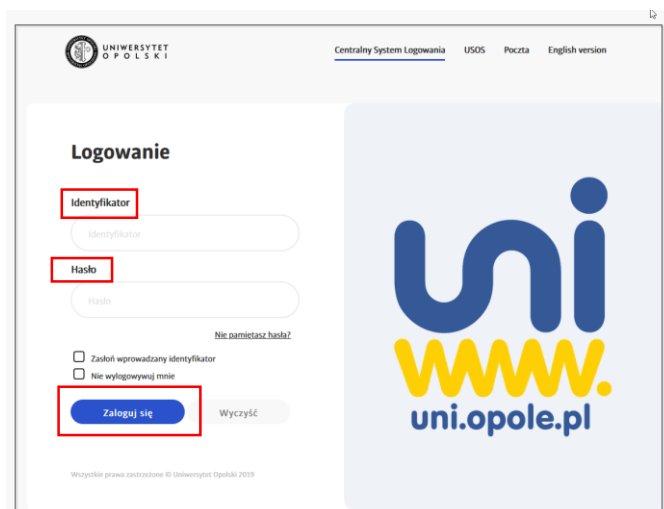 UNIWERSYTET
OPOLSKI
Centralny System Logowania USOS Poczta English version
Logowanie
Identyfikator
Identyfikator
Hasło
Hasło
Nie pamiętasz hasła?
Zasłoń wprowadzany identyfikator
Nie wylogowywuj mnie
Zaloguj się Wyczyść
Wszystkie prawa zastrzeżone © Uniwersytet Opolski 2019
uni
www.
uni.opole.pl